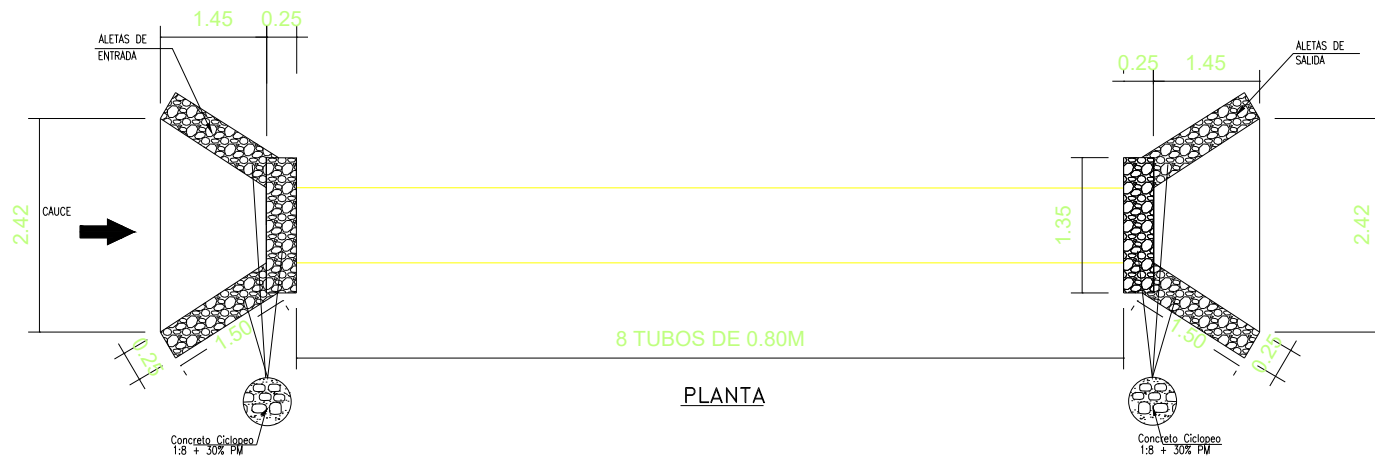 1.45
0.25
ALETAS DE
ENTRADA
ALETAS DE
SALIDA
0.25
1.45
2.42
CAUCE
1.35
2.42
1.50
0.25
8 TUBOS DE 0.80M
1.50
0.25
PLANTA
Concreto Ciclopeo
1:8 + 30% PM
Concreto Ciclopeo
1:8 + 30% PM